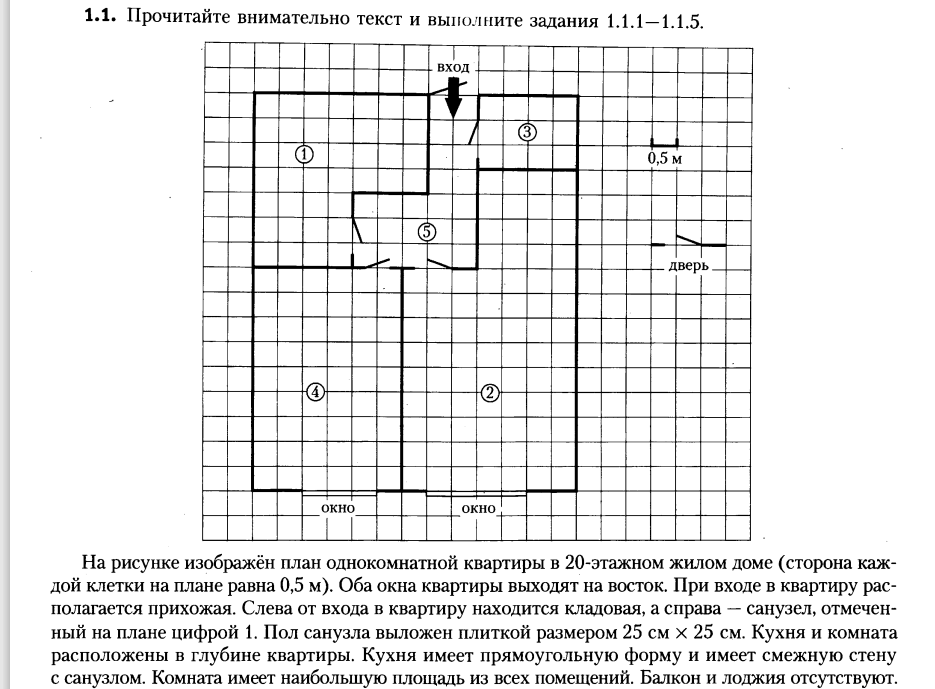 1.1. Прочитайте внимательно текст и выполните задания 1.1.1—1.1.5.
вход
3
1
0,5 м
5
дверь
4
2
окно
окно
На рисунке изображён план однокомнатной квартиры в 20-этажном жилом доме (сторона каж-
дой клетки на плане равна 0,5 м). Оба окна квартиры выходят на восток. При входе в квартиру рас-
полагается прихожая. Слева от входа в квартиру находится кладовая, а справа — санузел, отмечен-
ный на плане цифрой 1. Пол санузла выложен плиткой размером 25 см × 25 см. Кухня и комната
расположены в глубине квартиры. Кухня имеет прямоугольную форму и имеет смежную стену
с санузлом. Комната имеет наибольшую площадь из всех помещений. Балкон и лоджия отсутствуют.